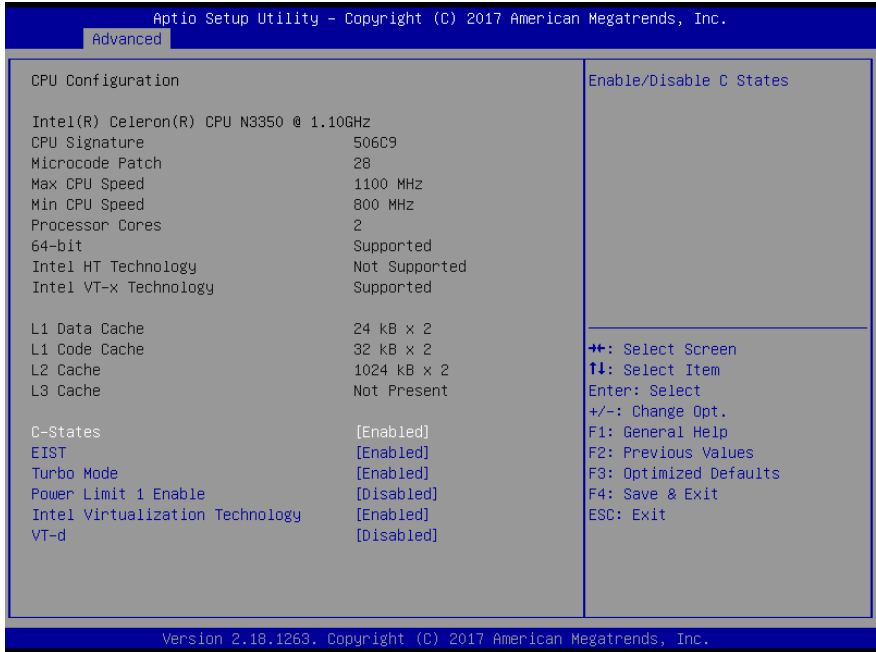 Aptio Setup Utility – Copyright (C) 2017 American Megatrends, Inc.
Advanced
CPU Configuration
Intel(R) Celeron(R) CPU N3350 @ 1.10GHz
CPU Signature 506C9
Microcode Patch 28
Max CPU Speed 1100 MHz
Min CPU Speed 800 MHz
Processor Cores 2
64-bit Supported
Intel HT Technology Not Supported
Intel VT-x Technology Supported
L1 Data Cache 24 kB x 2
L1 Code Cache 32 kB x 2
L2 Cache 1024 kB x 2
L3 Cache Not Present
C-States [Enabled]
EIST [Enabled]
Turbo Mode [Enabled]
Power Limit 1 Enable [Disabled]
Intel Virtualization Technology [Enabled]
VT-d [Disabled]
Enable/Disable C States
→←: Select Screen
↑↓: Select Item
Enter: Select
+/-: Change Opt.
F1: General Help
F2: Previous Values
F3: Optimized Defaults
F4: Save & Exit
ESC: Exit
Version 2.18.1263. Copyright (C) 2017 American Megatrends, Inc.